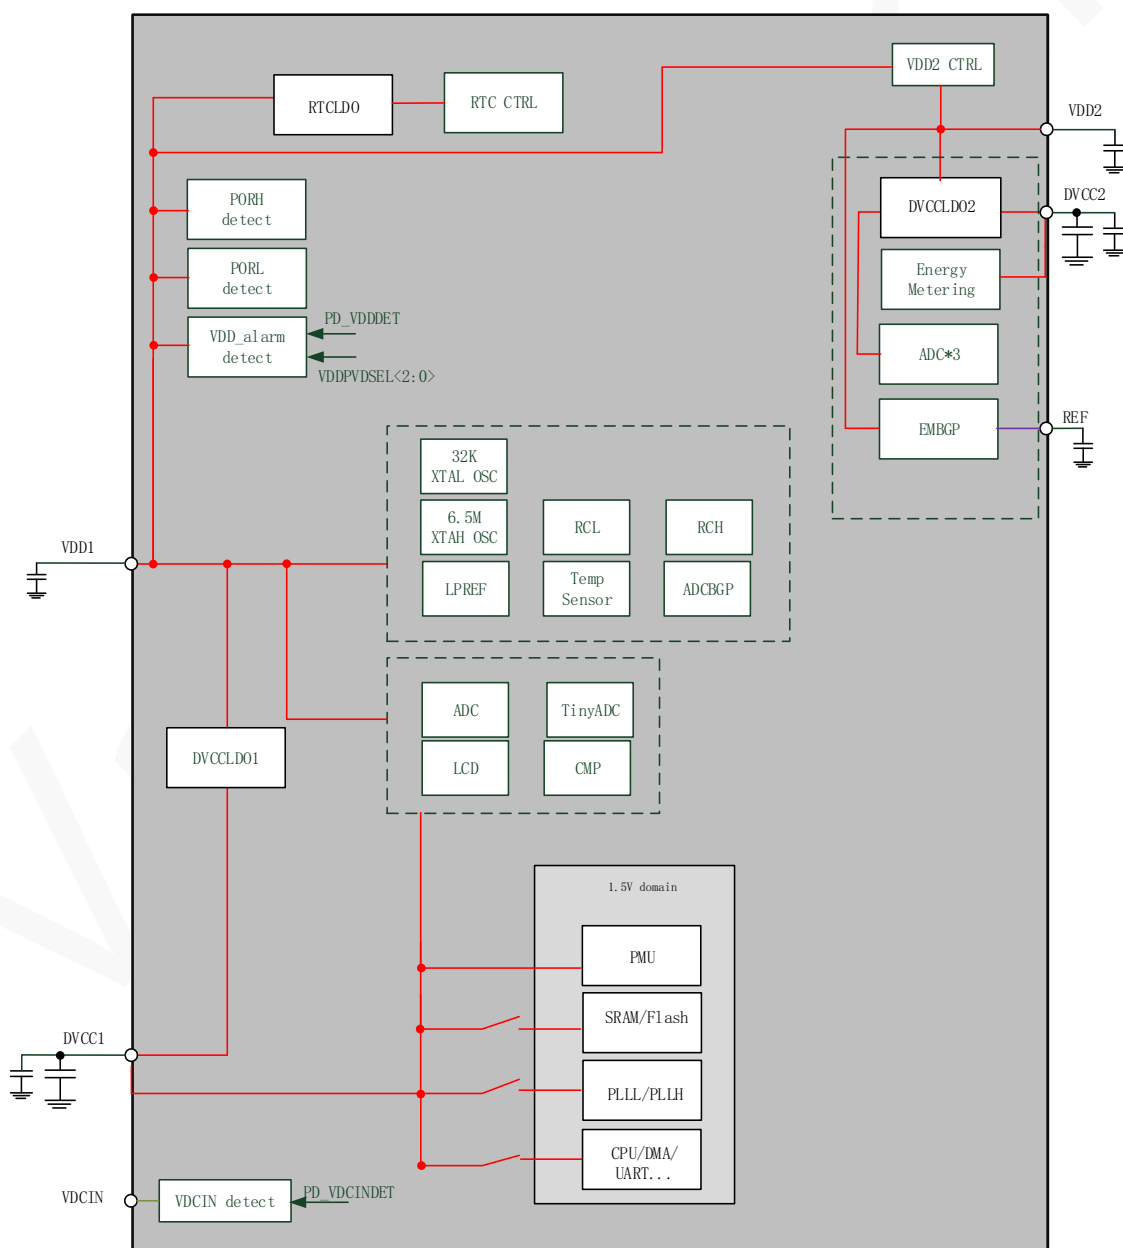 VDD2 CTRL
RTCLDO
RTC CTRL
VDD2
PORH
detect
DVCCLDO2
DVCC2
PORL
detect
Energy
Metering
PD_VDDDET
VDD_alarm
detect
VDDPVDSEL<2:0>
ADC*3
REF
EMBGP
32K
XTAL OSC
6.5M
XTAH OSC
RCL
RCH
VDD1
LPREF
Temp
Sensor
ADCBGP
ADC
TinyADC
DVCCLDO1
LCD
CMP
1.5V domain
PMU
SRAM/Flash
DVCC1
PLLL/PLLH
CPU/DMA/
UART...
VDCIN
VDCIN detect
PD_VDCINDET